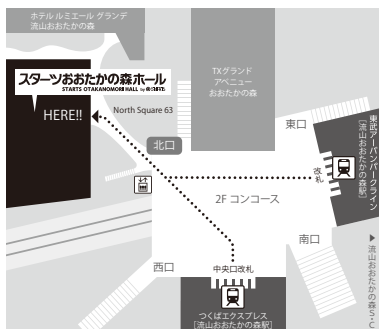 ホテル ルミエール グランデ
流山おおたかの森
スターツおおたかの森ホール
STARTS OTAKANOMORI HALL
HERE!!
North Square 63
TXグランド
アベニュー
おおたかの森
北口
東口
東武アーバンパークライン
［流山おおたかの森駅］
改札
2F コンコース
南口
▶流山おおたかの森S・C
西口
中央口改札
つくばエクスプレス
［流山おおたかの森駅］